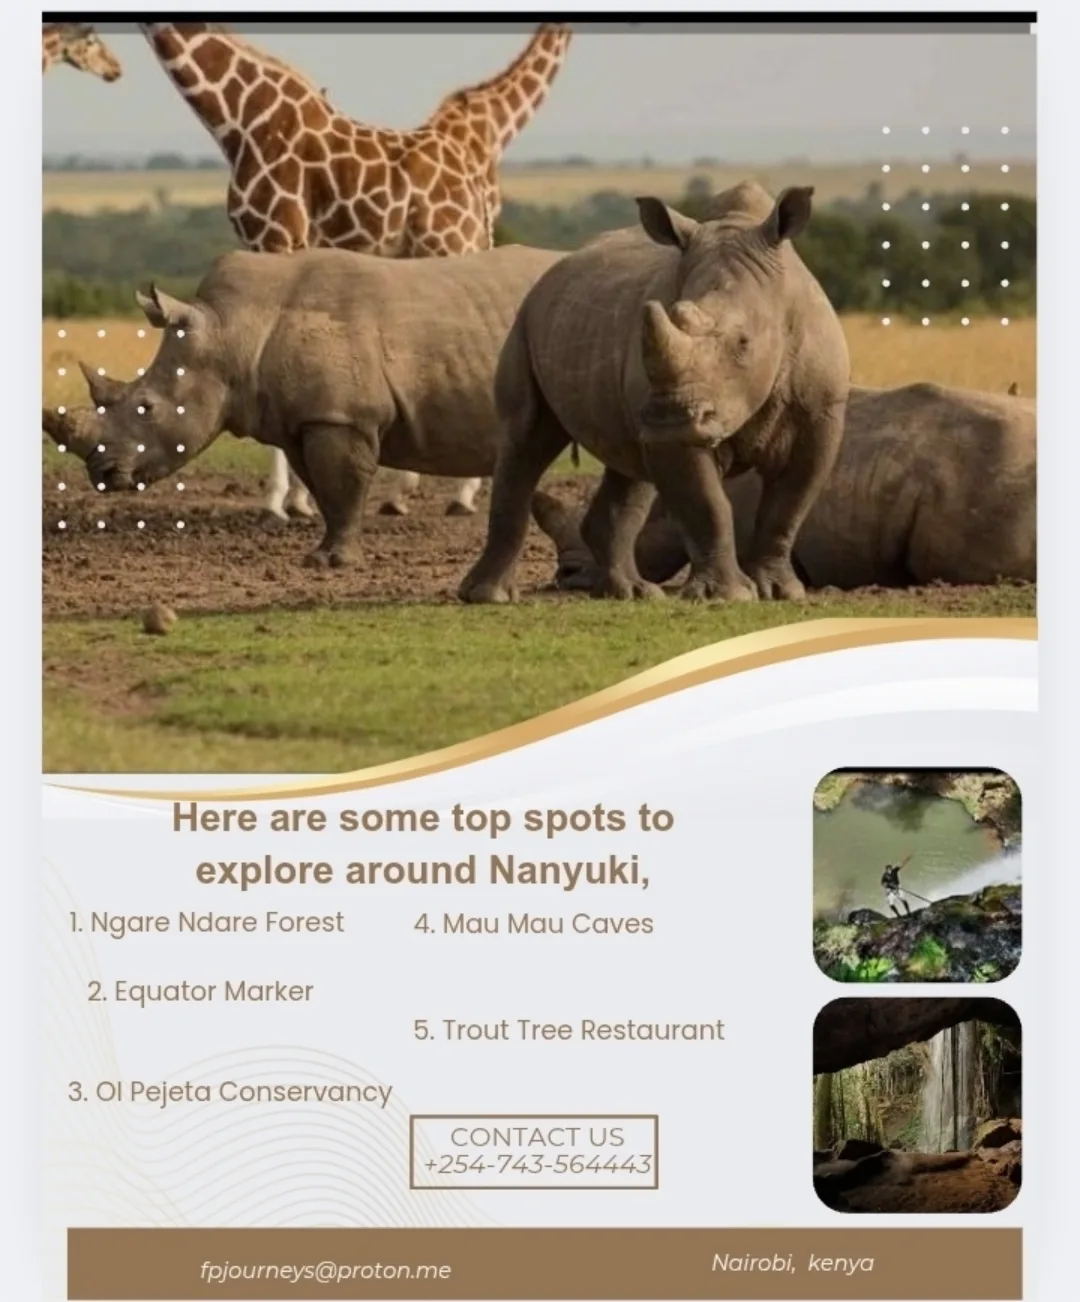 Here are some top spots to
explore around Nanyuki,
1. Ngare Ndare Forest
2. Equator Marker
3. Ol Pejeta Conservancy
4. Mau Mau Caves
5. Trout Tree Restaurant
CONTACT US
+254-743-564443
fpjourneys@proton.me
Nairobi, kenya